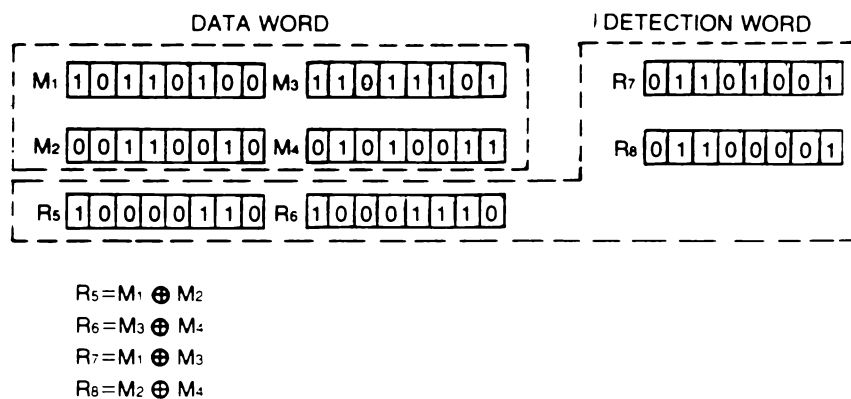 DATA WORD DETECTION WORD
M1 1 0 1 1 0 1 0 0 M3 1 1 0 1 1 1 0 1 R7 0 1 1 0 1 0 0 1
M2 0 0 1 1 0 0 1 0 M4 0 1 0 1 0 0 1 1 R8 0 1 1 0 0 0 0 1
R5 1 0 0 0 0 1 1 0 R6 1 0 0 0 1 1 1 0
R5=M1 ⊕ M2
R6=M3 ⊕ M4
R7=M1 ⊕ M3
R8=M2 ⊕ M4